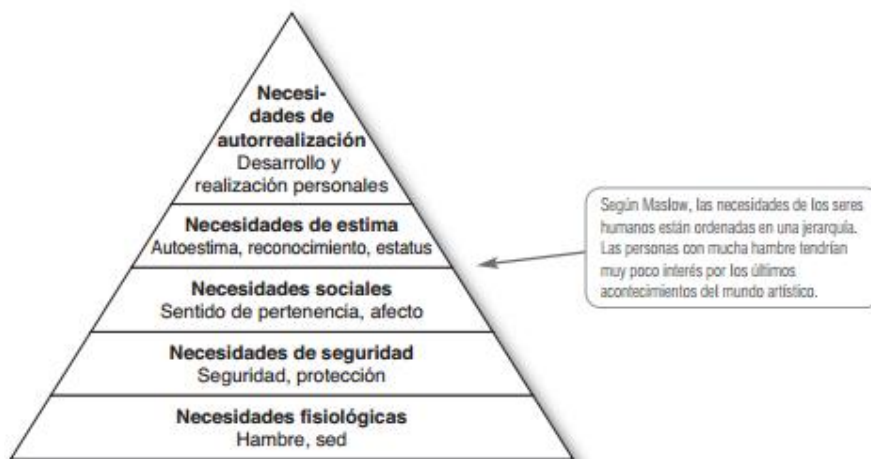 Necesi-
dades de
autorrealización
Desarrollo y
realización personales
Necesidades de estima
Autoestima, reconocimiento, estatus
Necesidades sociales
Sentido de pertenencia, afecto
Necesidades de seguridad
Seguridad, protección
Necesidades fisiológicas
Hambre, sed
Según Maslow, las necesidades de los seres
humanos están ordenadas en una jerarquía.
Las personas con mucha hambre tendrían
muy poco interés por los últimos
acontecimientos del mundo artístico.